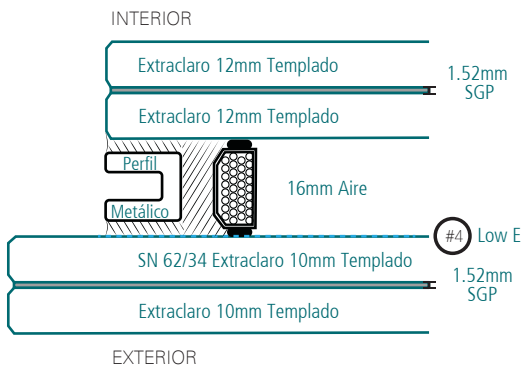 INTERIOR
Extraclaro 12mm Templado
1.52mm
SGP
Extraclaro 12mm Templado
Perfil
Metálico
16mm Aire
#4 Low E
SN 62/34 Extraclaro 10mm Templado
1.52mm
SGP
Extraclaro 10mm Templado
EXTERIOR